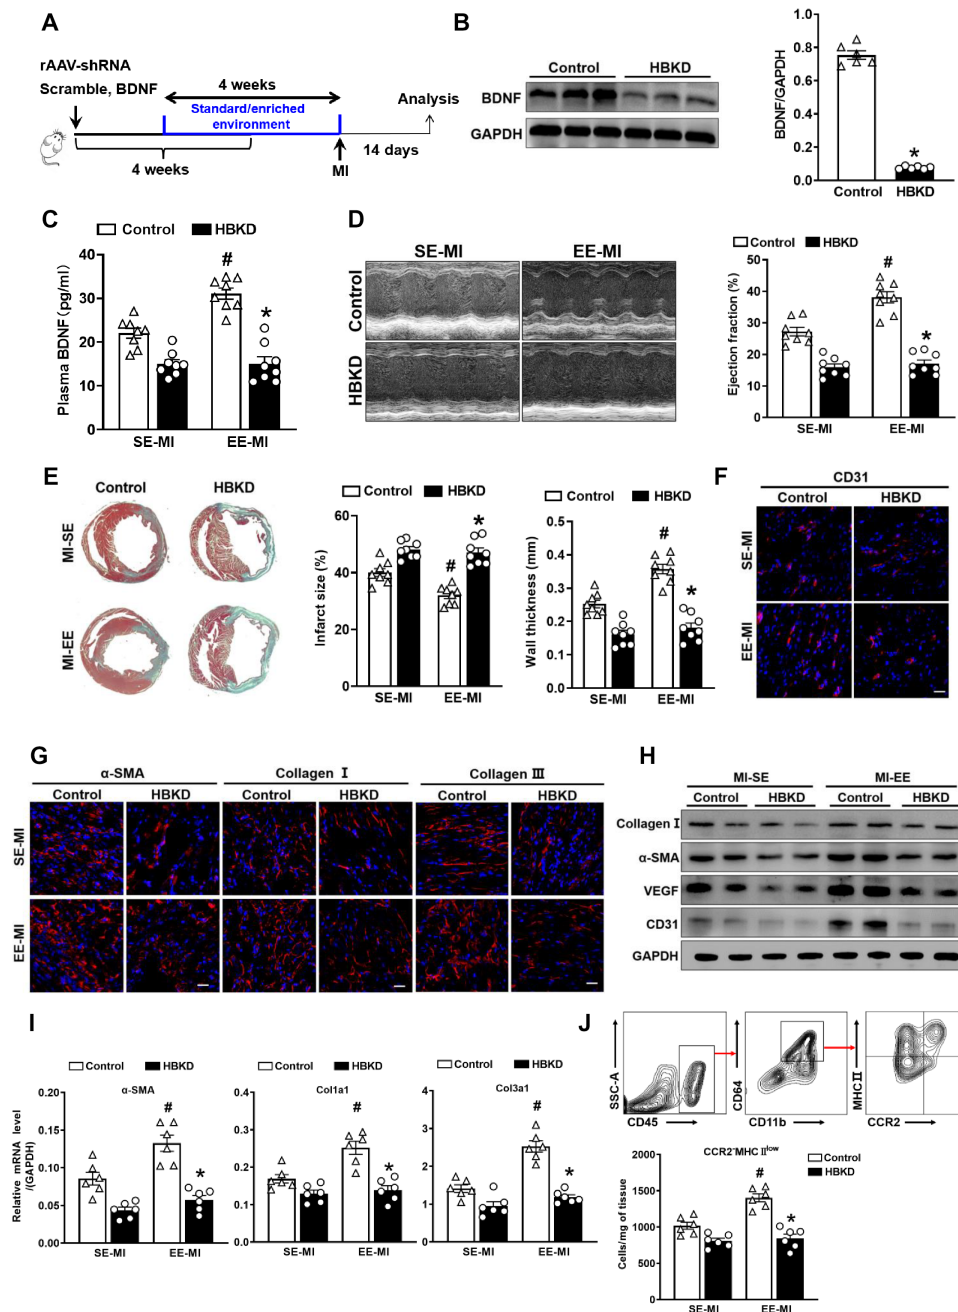 A
rAAV-shRNA
Scramble, BDNF
4 weeks
Standard/enriched
environment
Analysis
4 weeks
MI
14 days
B
Control HBKD
BDNF
GAPDH
BDNF/GAPDH
1.0
0.8
0.6
0.4
0.2
0.0
*
Control HBKD
C
Control HBKD
Plasma BDNF (pg/ml)
40
30
20
10
0
#
*
SE-MI EE-MI
D
SE-MI EE-MI
Control
HBKD
Control
HBKD
Ejection fraction (%)
60
50
40
30
20
10
0
#
*
SE-MI EE-MI
E
Control HBKD
MI-SE
MI-EE
Control HBKD
Infarct size (%)
60
40
20
0
#
*
SE-MI EE-MI
Control HBKD
Wall thickness (mm)
0.5
0.4
0.3
0.2
0.1
0.0
#
*
SE-MI EE-MI
F
CD31
Control HBKD
SE-MI
EE-MI
G
α-SMA Collagen Ⅰ Collagen Ⅲ
Control HBKD Control HBKD Control HBKD
SE-MI
EE-MI
H
MI-SE MI-EE
Control HBKD Control HBKD
Collagen Ⅰ
α-SMA
VEGF
CD31
GAPDH
I
Control HBKD
α-SMA
Relative mRNA level
/(GAPDH)
0.20
0.15
0.10
0.05
0.00
#
*
SE-MI EE-MI
Control HBKD
Col1a1
0.4
0.3
0.2
0.1
0.0
#
*
SE-MI EE-MI
Control HBKD
Col3a1
4
3
2
1
0
#
*
SE-MI EE-MI
J
SSC-A
CD45
CD64
CD11b
MHCⅡ
CCR2
CCR2-MHC Ⅱlow
Control
HBKD
Cells/mg of tissue
2000
1500
1000
500
0
#
*
SE-MI EE-MI